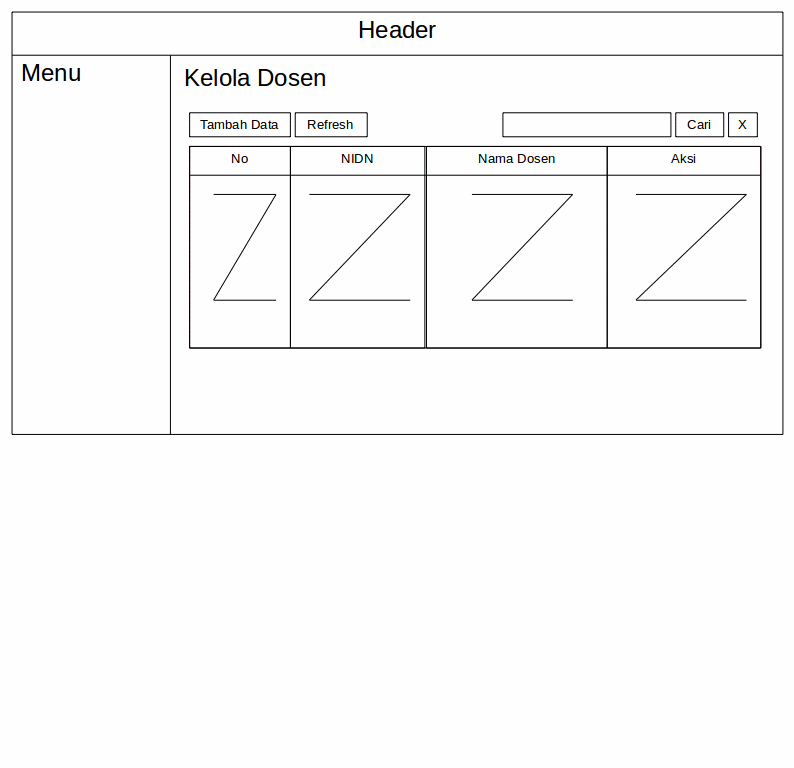 Header
Menu
Kelola Dosen
Tambah Data Refresh Cari X
No NIDN Nama Dosen Aksi